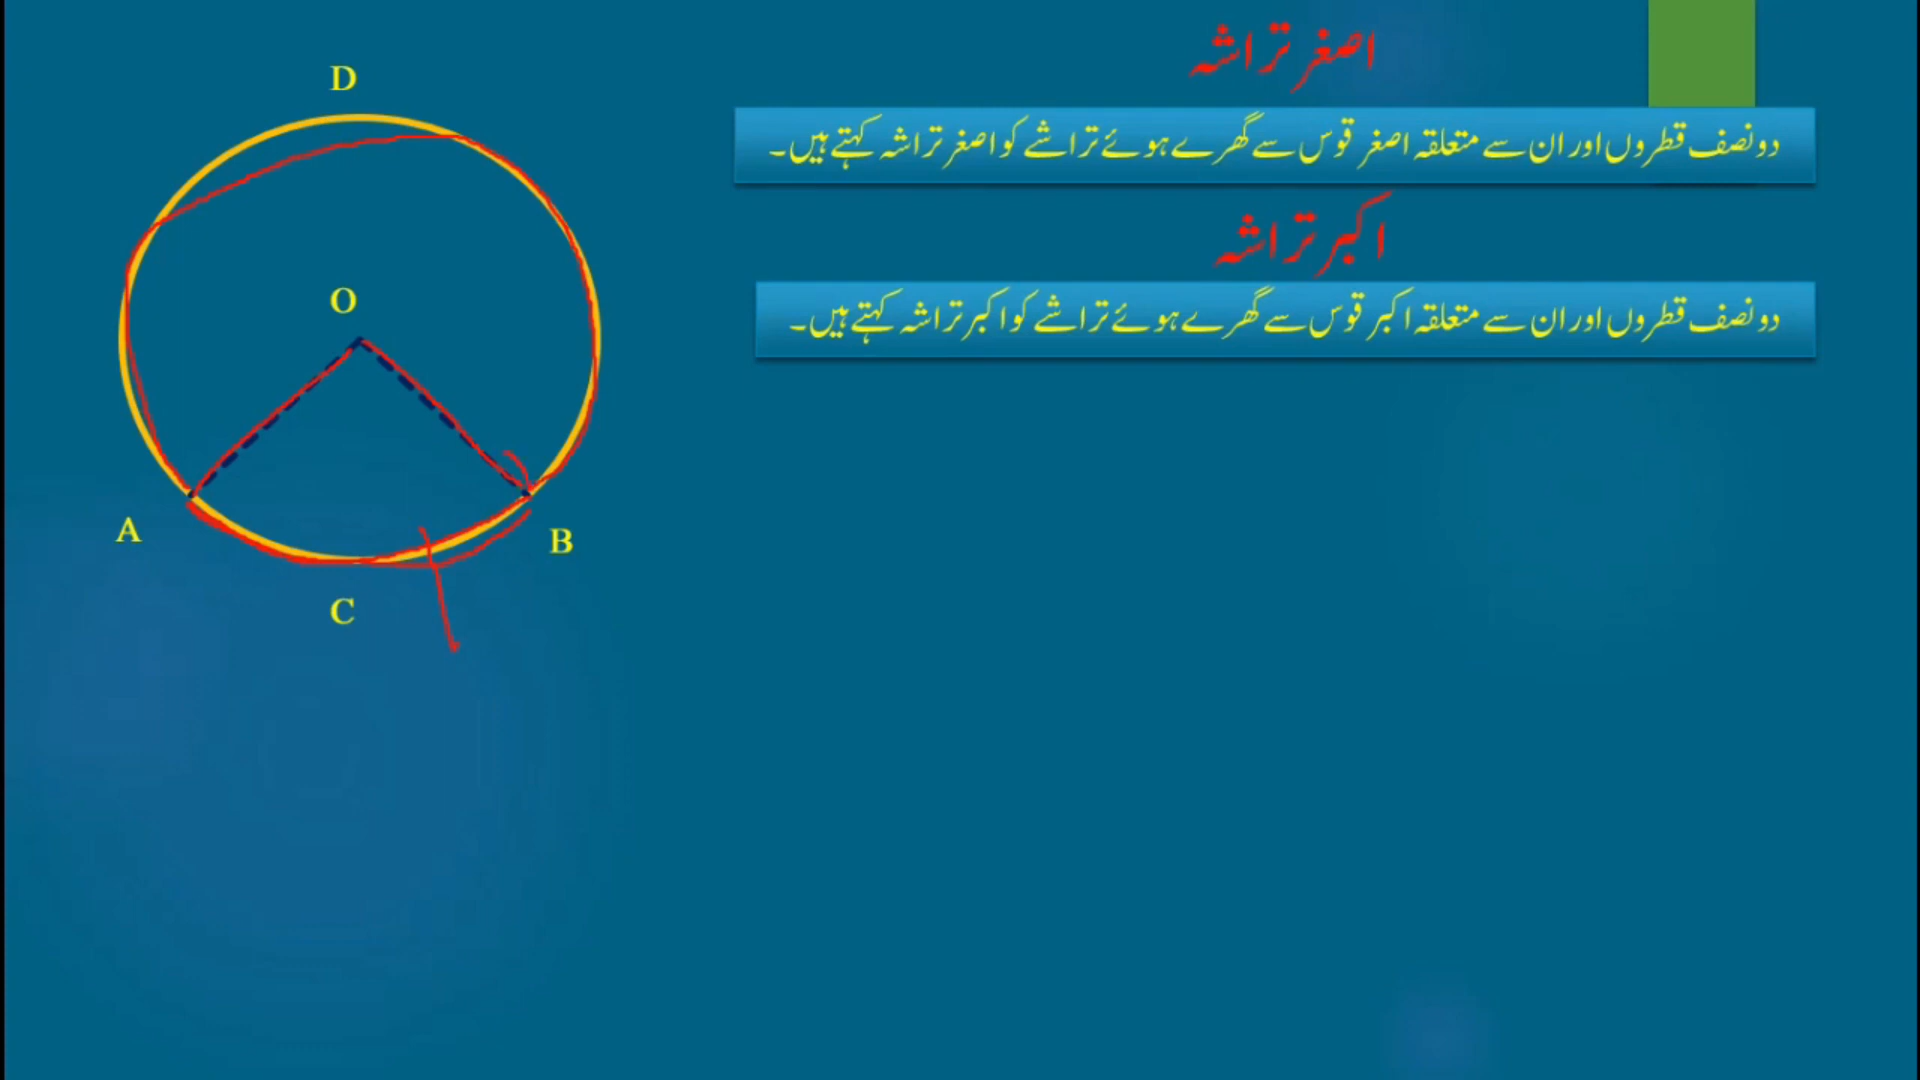 اصغر تراشہ
دو نصف قطروں اور ان سے متعلقہ اصغر قوس سے گھرے ہوئے تراشے کو اصغر تراشہ کہتے ہیں۔
اکبر تراشہ
دو نصف قطروں اور ان سے متعلقہ اکبر قوس سے گھرے ہوئے تراشے کو اکبر تراشہ کہتے ہیں۔
D
O
A
B
C